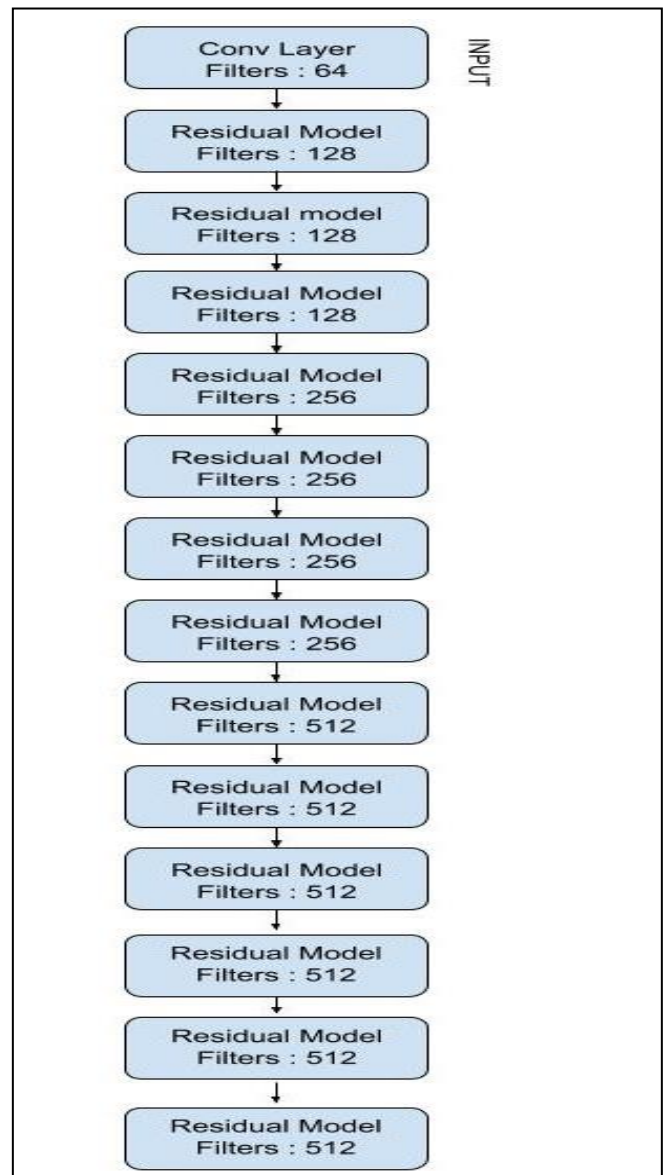 Conv Layer
Filters : 64
INPUT
Residual Model
Filters : 128
Residual model
Filters : 128
Residual Model
Filters : 128
Residual Model
Filters : 256
Residual Model
Filters : 256
Residual Model
Filters : 256
Residual Model
Filters : 256
Residual Model
Filters : 512
Residual Model
Filters : 512
Residual Model
Filters : 512
Residual Model
Filters : 512
Residual Model
Filters : 512
Residual Model
Filters : 512